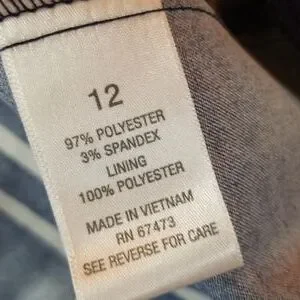 12
97% POLYESTER
3% SPANDEX
LINING
100% POLYESTER
MADE IN VIETNAM
RN 67473
SEE REVERSE FOR CARE